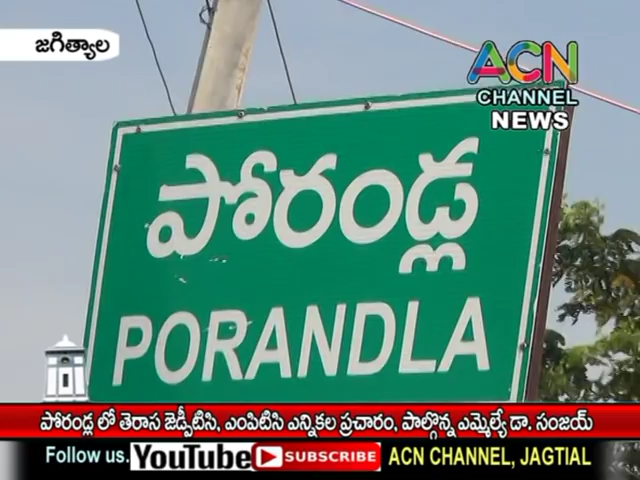 జగిత్యాల
ACN
CHANNEL
NEWS
పోరండ్ల
PORANDLA
పోరండ్ల లో తెరాస జెడ్పీటిసి, ఎంపిటిసి ఎన్నికల ప్రచారం, పాల్గొన్న ఎమ్మెల్యే డా. సంజయ్
Follow us. YouTube SUBSCRIBE ACN CHANNEL, JAGTIAL